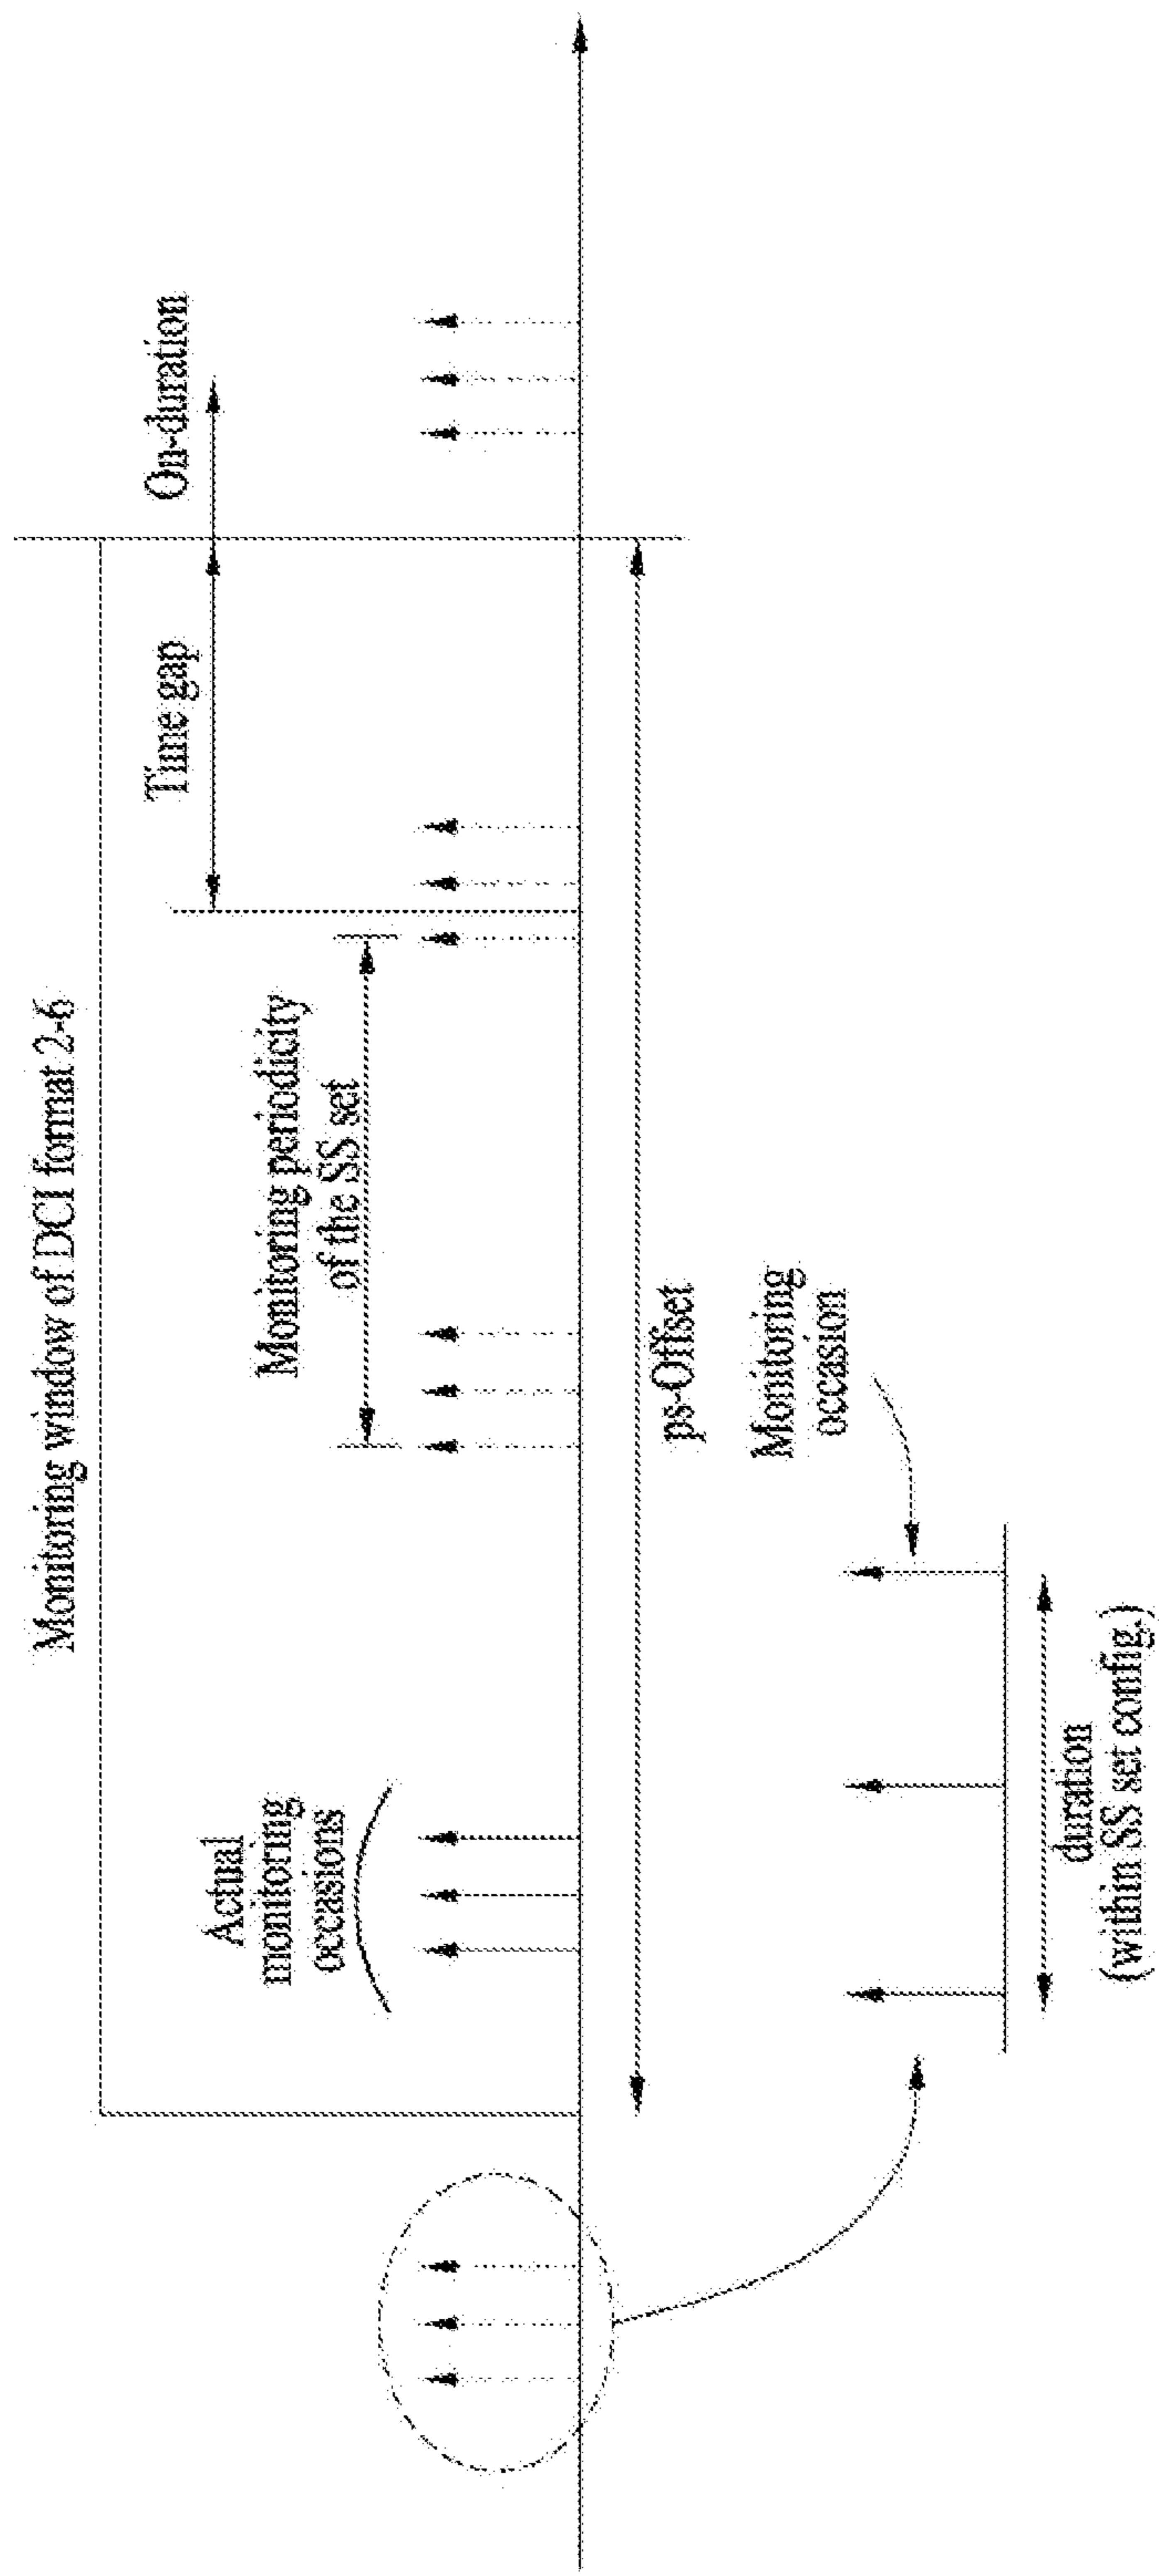 Monitoring window of DCI format 2-6
Actual
monitoring
occasions
Monitoring periodicity
of the SS set
Time gap
On-duration
ps-Offset
Monitoring
occasion
duration
(within SS set config.)